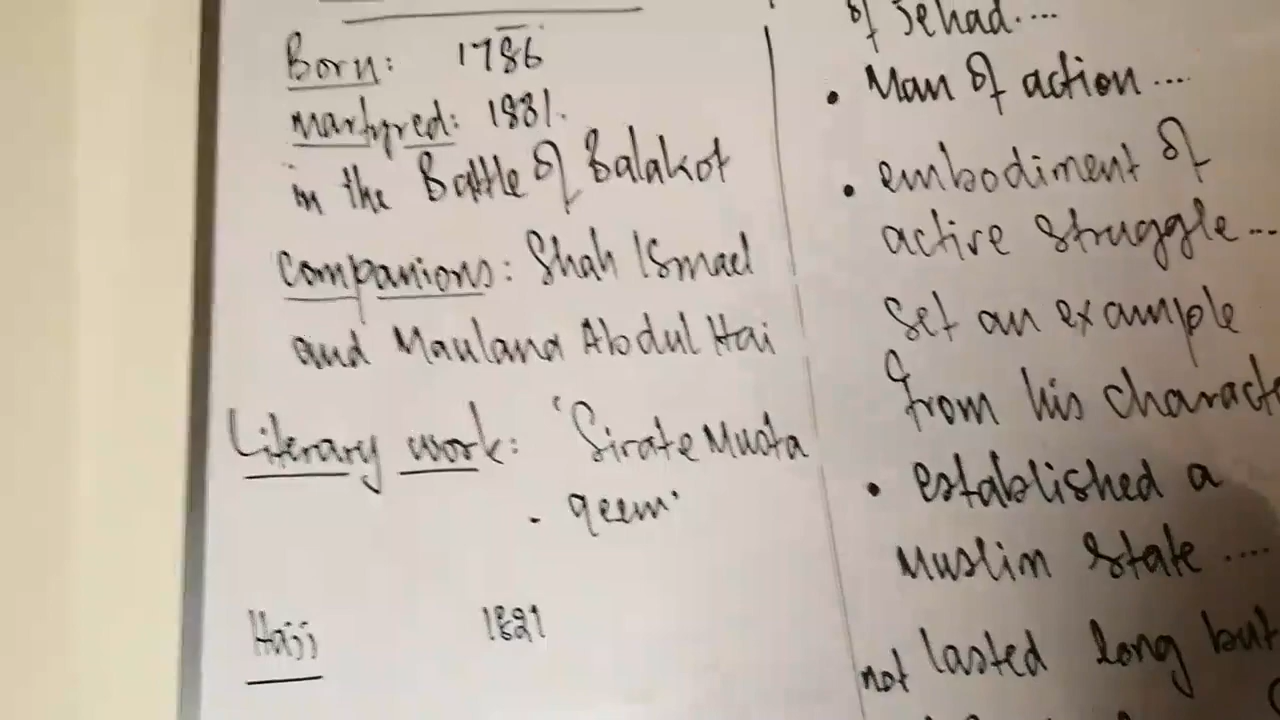 Born: 1786
Martyred: 1831.
in the Battle of Balakot
Companions: Shah Ismael
and Maulana Abdul Hai
Literary work: 'Sirate Musta
- qeem'
Hajj 1821
of Jehad....
• Man of action ....
• embodiment of
active struggle ...
Set an example
from his characte
• established a
Muslim State ....
not lasted long but